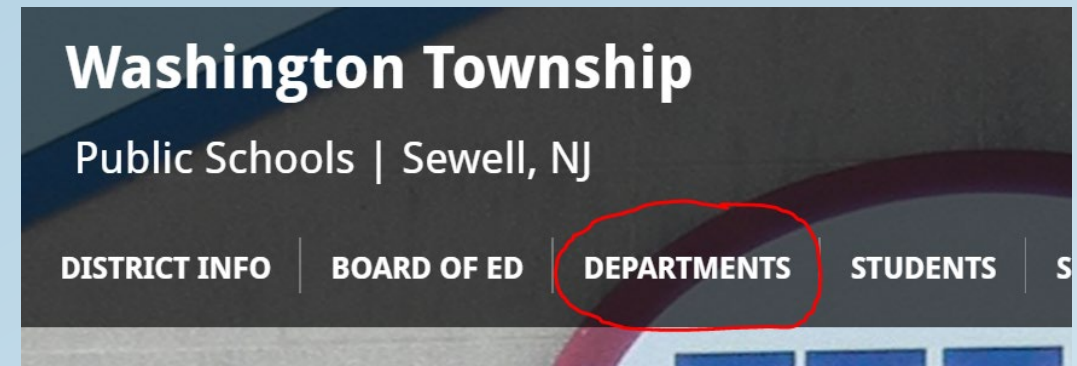 Washington Township
Public Schools | Sewell, NJ
DISTRICT INFO | BOARD OF ED | DEPARTMENTS | STUDENTS